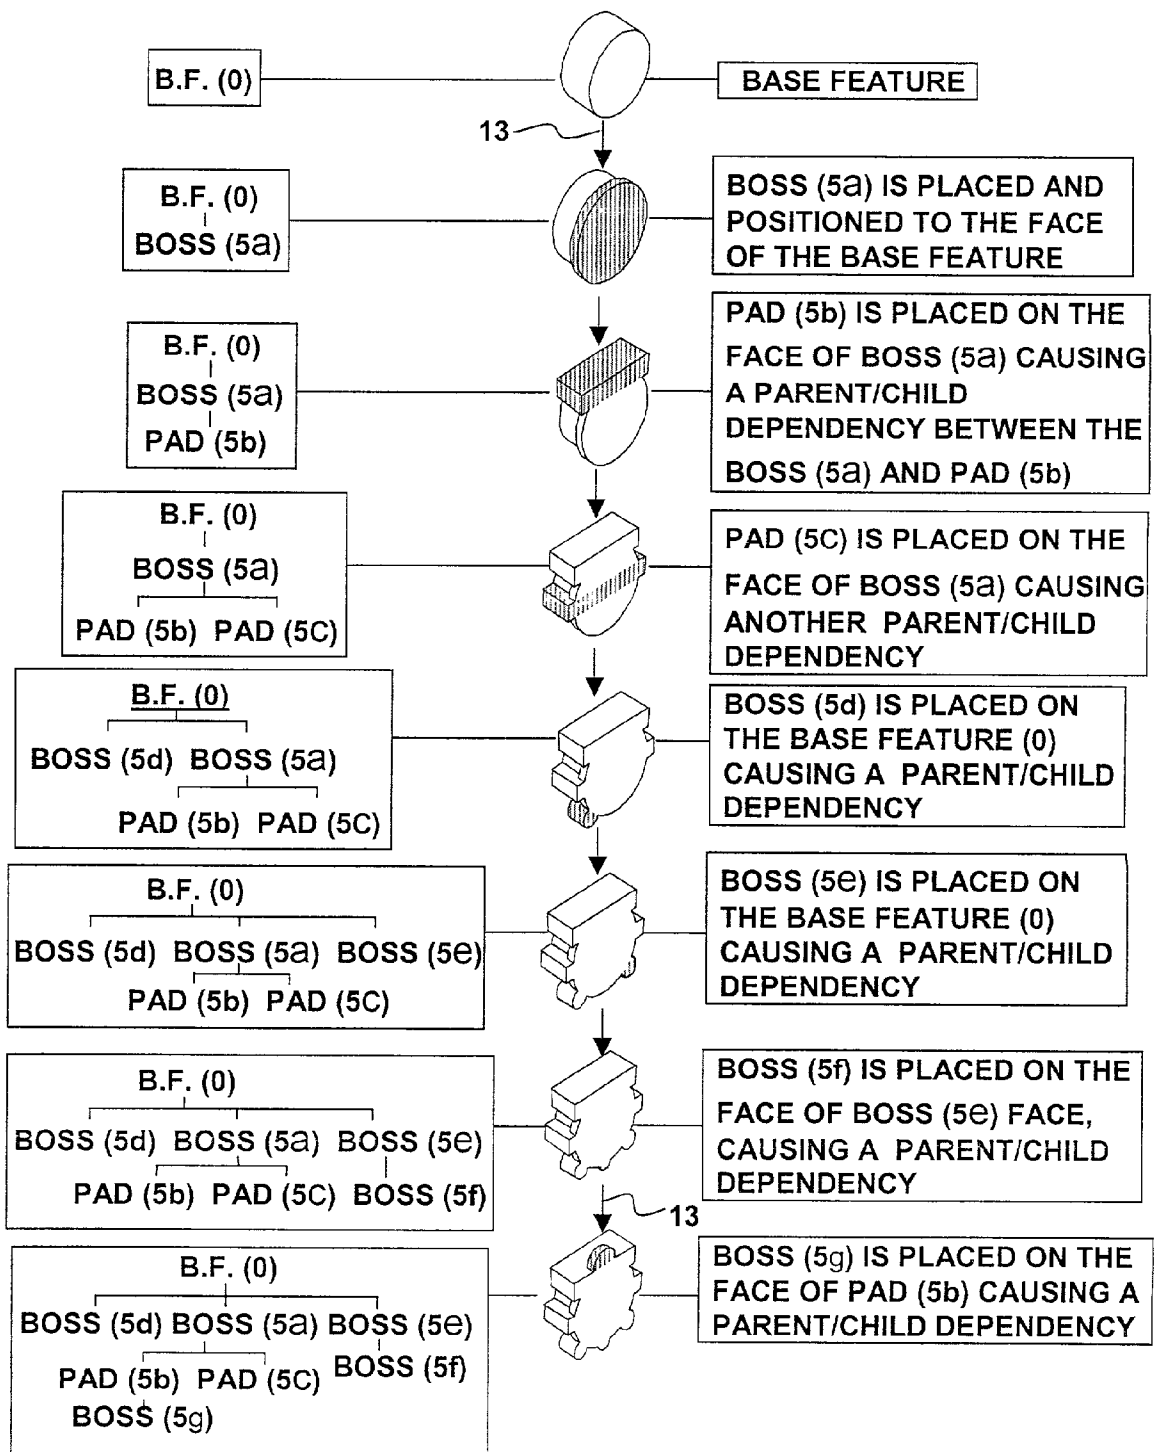 B.F. (0)
BASE FEATURE
13
B.F. (0)
BOSS (5a)
BOSS (5a) IS PLACED AND
POSITIONED TO THE FACE
OF THE BASE FEATURE
B.F. (0)
BOSS (5a)
PAD (5b)
PAD (5b) IS PLACED ON THE
FACE OF BOSS (5a) CAUSING
A PARENT/CHILD
DEPENDENCY BETWEEN THE
BOSS (5a) AND PAD (5b)
B.F. (0)
BOSS (5a)
PAD (5b) PAD (5C)
PAD (5C) IS PLACED ON THE
FACE OF BOSS (5a) CAUSING
ANOTHER PARENT/CHILD
DEPENDENCY
B.F. (0)
BOSS (5d) BOSS (5a)
PAD (5b) PAD (5C)
BOSS (5d) IS PLACED ON
THE BASE FEATURE (0)
CAUSING A PARENT/CHILD
DEPENDENCY
B.F. (0)
BOSS (5d) BOSS (5a) BOSS (5e)
PAD (5b) PAD (5C)
BOSS (5e) IS PLACED ON
THE BASE FEATURE (0)
CAUSING A PARENT/CHILD
DEPENDENCY
B.F. (0)
BOSS (5d) BOSS (5a) BOSS (5e)
PAD (5b) PAD (5C) BOSS (5f)
BOSS (5f) IS PLACED ON THE
FACE OF BOSS (5e) FACE,
CAUSING A PARENT/CHILD
DEPENDENCY
13
B.F. (0)
BOSS (5d) BOSS (5a) BOSS (5e)
PAD (5b) PAD (5C) BOSS (5f)
BOSS (5g)
BOSS (5g) IS PLACED ON THE
FACE OF PAD (5b) CAUSING A
PARENT/CHILD DEPENDENCY